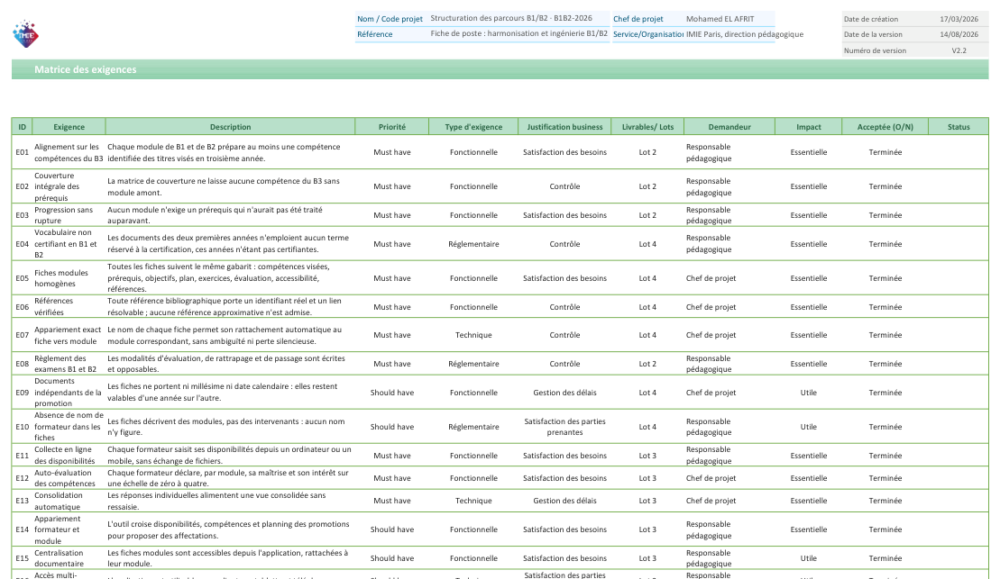 Nom / Code projet Structuration des parcours B1/B2 - B1B2-2026 Chef de projet Mohamed EL AFRIT Date de création 17/03/2026
Référence Fiche de poste : harmonisation et ingénierie B1/B2 Service/Organisation IMIE Paris, direction pédagogique Date de la version 14/08/2026
Numéro de version V2.2
Matrice des exigences
ID Exigence Description Priorité Type d'exigence Justification business Livrables/ Lots Demandeur Impact Acceptée (O/N) Status
E01 Alignement sur les compétences du B3 Chaque module de B1 et de B2 prépare au moins une compétence identifiée des titres visés en troisième année. Must have Fonctionnelle Satisfaction des besoins Lot 2 Responsable pédagogique Essentielle Terminée
E02 Couverture intégrale des prérequis La matrice de couverture ne laisse aucune compétence du B3 sans module amont. Must have Fonctionnelle Contrôle Lot 2 Responsable pédagogique Essentielle Terminée
E03 Progression sans rupture Aucun module n'exige un prérequis qui n'aurait pas été traité auparavant. Must have Fonctionnelle Satisfaction des besoins Lot 2 Responsable pédagogique Essentielle Terminée
E04 Vocabulaire non certifiant en B1 et B2 Les documents des deux premières années n'emploient aucun terme réservé à la certification, ces années n'étant pas certifiantes. Must have Réglementaire Contrôle Lot 4 Responsable pédagogique Essentielle Terminée
E05 Fiches modules homogènes Toutes les fiches suivent le même gabarit : compétences visées, prérequis, objectifs, plan, exercices, évaluation, accessibilité, références. Must have Fonctionnelle Satisfaction des besoins Lot 4 Chef de projet Essentielle Terminée
E06 Références vérifiées Toute référence bibliographique porte un identifiant réel et un lien résolvable ; aucune référence approximative n'est admise. Must have Fonctionnelle Contrôle Lot 4 Chef de projet Essentielle Terminée
E07 Appariement exact fiche vers module Le nom de chaque fiche permet son rattachement automatique au module correspondant, sans ambiguïté ni perte silencieuse. Must have Technique Contrôle Lot 4 Chef de projet Essentielle Terminée
E08 Règlement des examens B1 et B2 Les modalités d'évaluation, de rattrapage et de passage sont écrites et opposables. Must have Réglementaire Contrôle Lot 2 Responsable pédagogique Essentielle Terminée
E09 Documents indépendants de la promotion Les fiches ne portent ni millésime ni date calendaire : elles restent valables d'une année sur l'autre. Should have Fonctionnelle Gestion des délais Lot 4 Chef de projet Utile Terminée
E10 Absence de nom de formateur dans les fiches Les fiches décrivent des modules, pas des intervenants : aucun nom n'y figure. Should have Réglementaire Satisfaction des parties prenantes Lot 4 Responsable pédagogique Utile Terminée
E11 Collecte en ligne des disponibilités Chaque formateur saisit ses disponibilités depuis un ordinateur ou un mobile, sans échange de fichiers. Must have Fonctionnelle Satisfaction des besoins Lot 3 Responsable pédagogique Essentielle Terminée
E12 Auto-évaluation des compétences Chaque formateur déclare, par module, sa maîtrise et son intérêt sur une échelle de zéro à quatre. Must have Fonctionnelle Satisfaction des besoins Lot 3 Chef de projet Essentielle Terminée
E13 Consolidation automatique Les réponses individuelles alimentent une vue consolidée sans ressaisie. Must have Technique Gestion des délais Lot 3 Chef de projet Essentielle Terminée
E14 Appariement formateur et module L'outil croise disponibilités, compétences et planning des promotions pour proposer des affectations. Should have Fonctionnelle Satisfaction des besoins Lot 3 Responsable pédagogique Essentielle Terminée
E15 Centralisation documentaire Les fiches modules sont accessibles depuis l'application, rattachées à leur module. Should have Fonctionnelle Satisfaction des besoins Lot 3 Responsable pédagogique Utile Terminée
Accès multi- Satisfaction des parties Responsable